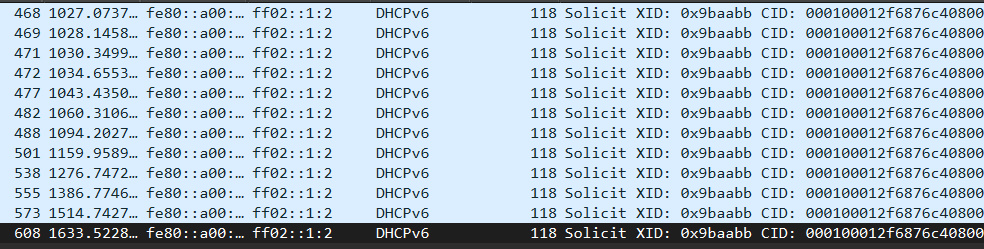 468 1027.0737… fe80::a00:… ff02::1:2 DHCPv6 118 Solicit XID: 0x9baabb CID: 000100012f6876c40800
469 1028.1458… fe80::a00:… ff02::1:2 DHCPv6 118 Solicit XID: 0x9baabb CID: 000100012f6876c40800
471 1030.3499… fe80::a00:… ff02::1:2 DHCPv6 118 Solicit XID: 0x9baabb CID: 000100012f6876c40800
472 1034.6553… fe80::a00:… ff02::1:2 DHCPv6 118 Solicit XID: 0x9baabb CID: 000100012f6876c40800
477 1043.4350… fe80::a00:… ff02::1:2 DHCPv6 118 Solicit XID: 0x9baabb CID: 000100012f6876c40800
482 1060.3106… fe80::a00:… ff02::1:2 DHCPv6 118 Solicit XID: 0x9baabb CID: 000100012f6876c40800
488 1094.2027… fe80::a00:… ff02::1:2 DHCPv6 118 Solicit XID: 0x9baabb CID: 000100012f6876c40800
501 1159.9589… fe80::a00:… ff02::1:2 DHCPv6 118 Solicit XID: 0x9baabb CID: 000100012f6876c40800
538 1276.7472… fe80::a00:… ff02::1:2 DHCPv6 118 Solicit XID: 0x9baabb CID: 000100012f6876c40800
555 1386.7746… fe80::a00:… ff02::1:2 DHCPv6 118 Solicit XID: 0x9baabb CID: 000100012f6876c40800
573 1514.7427… fe80::a00:… ff02::1:2 DHCPv6 118 Solicit XID: 0x9baabb CID: 000100012f6876c40800
608 1633.5228… fe80::a00:… ff02::1:2 DHCPv6 118 Solicit XID: 0x9baabb CID: 000100012f6876c40800